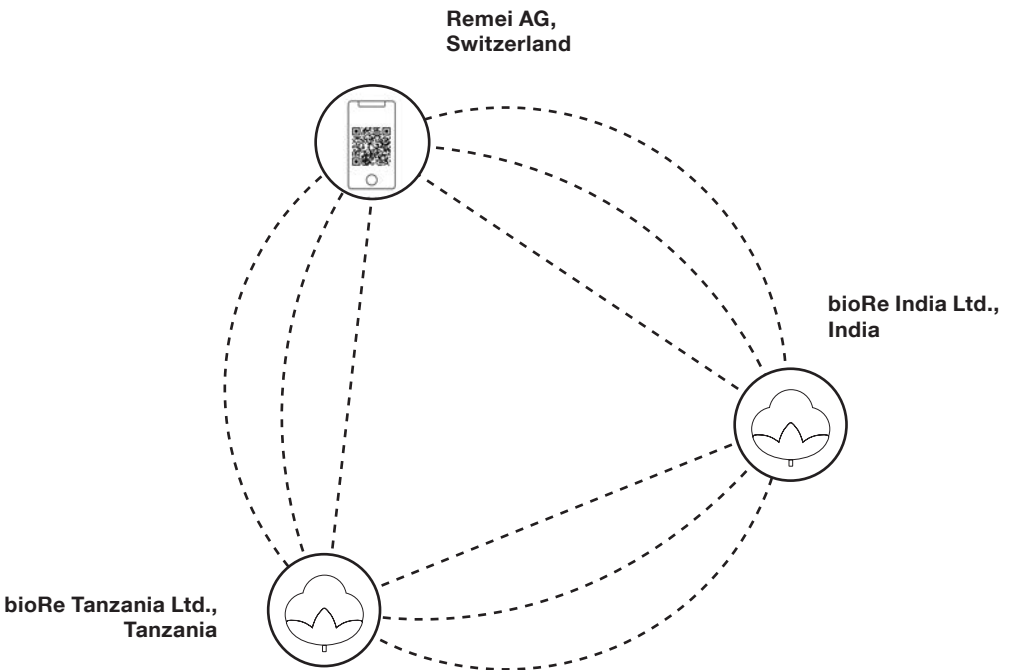 Remei AG,
Switzerland
bioRe India Ltd.,
India
bioRe Tanzania Ltd.,
Tanzania